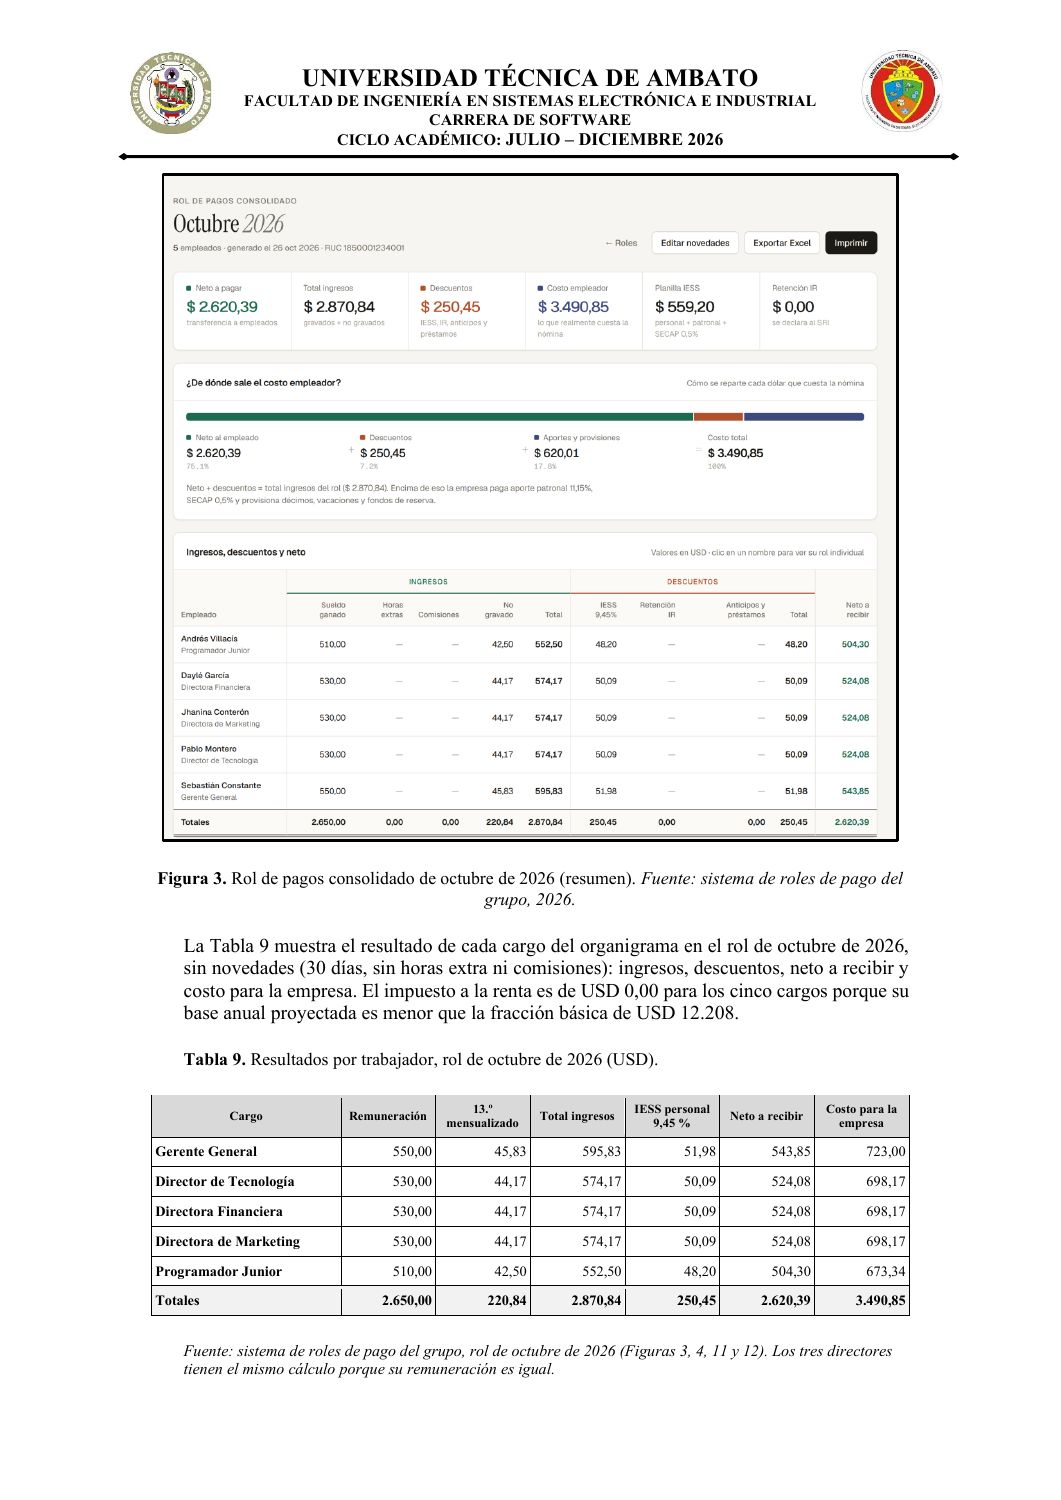 UNIVERSIDAD TÉCNICA DE AMBATO
FACULTAD DE INGENIERÍA EN SISTEMAS ELECTRÓNICA E INDUSTRIAL
CARRERA DE SOFTWARE
CICLO ACADÉMICO: JULIO – DICIEMBRE 2026
ROL DE PAGOS CONSOLIDADO
Octubre 2026
5 empleados · generado el 26 oct 2026 · RUC 1850001234001
← Roles Editar novedades Exportar Excel Imprimir
Neto a pagar Total ingresos Descuentos Costo empleador Planilla IESS Retención IR
$ 2.620,39 $ 2.870,84 $ 250,45 $ 3.490,85 $ 559,20 $ 0,00
transferencia a empleados gravados + no gravados IESS, IR, anticipos y lo que realmente cuesta la personal + patronal + se declara al SRI
préstamos nómina SECAP 0,5%
¿De dónde sale el costo empleador? Cómo se reparte cada dólar que cuesta la nómina
Neto al empleado Descuentos Aportes y provisiones Costo total
$ 2.620,39 + $ 250,45 + $ 620,01 = $ 3.490,85
75.1% 7.2% 17.8% 100%
Neto + descuentos = total ingresos del rol ($ 2.870,84). Encima de eso la empresa paga aporte patronal 11,15%,
SECAP 0,5% y provisiona décimos, vacaciones y fondos de reserva.
Ingresos, descuentos y neto Valores en USD · clic en un nombre para ver su rol individual
INGRESOS DESCUENTOS
Empleado Sueldo ganado Horas extras Comisiones No gravado Total IESS 9,45% Retención IR Anticipos y préstamos Total Neto a recibir
Andrés Villacís 510,00 — — 42,50 552,50 48,20 — — 48,20 504,30
Programador Junior
Daylé García 530,00 — — 44,17 574,17 50,09 — — 50,09 524,08
Directora Financiera
Jhanina Conterón 530,00 — — 44,17 574,17 50,09 — — 50,09 524,08
Directora de Marketing
Pablo Montero 530,00 — — 44,17 574,17 50,09 — — 50,09 524,08
Director de Tecnología
Sebastián Constante 550,00 — — 45,83 595,83 51,98 — — 51,98 543,85
Gerente General
Totales 2.650,00 0,00 0,00 220,84 2.870,84 250,45 0,00 0,00 250,45 2.620,39
Figura 3. Rol de pagos consolidado de octubre de 2026 (resumen). Fuente: sistema de roles de pago del
grupo, 2026.
La Tabla 9 muestra el resultado de cada cargo del organigrama en el rol de octubre de 2026,
sin novedades (30 días, sin horas extra ni comisiones): ingresos, descuentos, neto a recibir y
costo para la empresa. El impuesto a la renta es de USD 0,00 para los cinco cargos porque su
base anual proyectada es menor que la fracción básica de USD 12.208.
Tabla 9. Resultados por trabajador, rol de octubre de 2026 (USD).
Cargo Remuneración 13.º mensualizado Total ingresos IESS personal 9,45 % Neto a recibir Costo para la empresa
Gerente General 550,00 45,83 595,83 51,98 543,85 723,00
Director de Tecnología 530,00 44,17 574,17 50,09 524,08 698,17
Directora Financiera 530,00 44,17 574,17 50,09 524,08 698,17
Directora de Marketing 530,00 44,17 574,17 50,09 524,08 698,17
Programador Junior 510,00 42,50 552,50 48,20 504,30 673,34
Totales 2.650,00 220,84 2.870,84 250,45 2.620,39 3.490,85
Fuente: sistema de roles de pago del grupo, rol de octubre de 2026 (Figuras 3, 4, 11 y 12). Los tres directores
tienen el mismo cálculo porque su remuneración es igual.